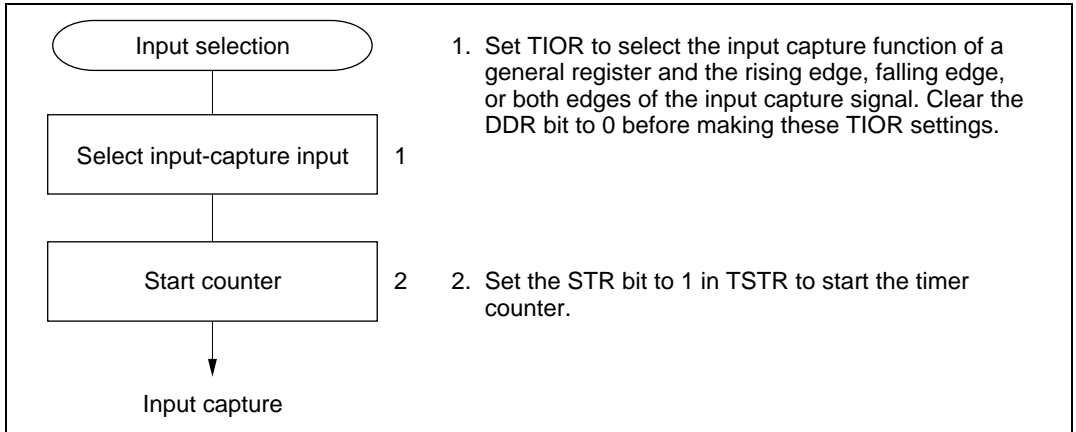 Input selection
1. Set TIOR to select the input capture function of a
general register and the rising edge, falling edge,
or both edges of the input capture signal. Clear the
DDR bit to 0 before making these TIOR settings.
Select input-capture input
1
Start counter
2
2. Set the STR bit to 1 in TSTR to start the timer
counter.
Input capture